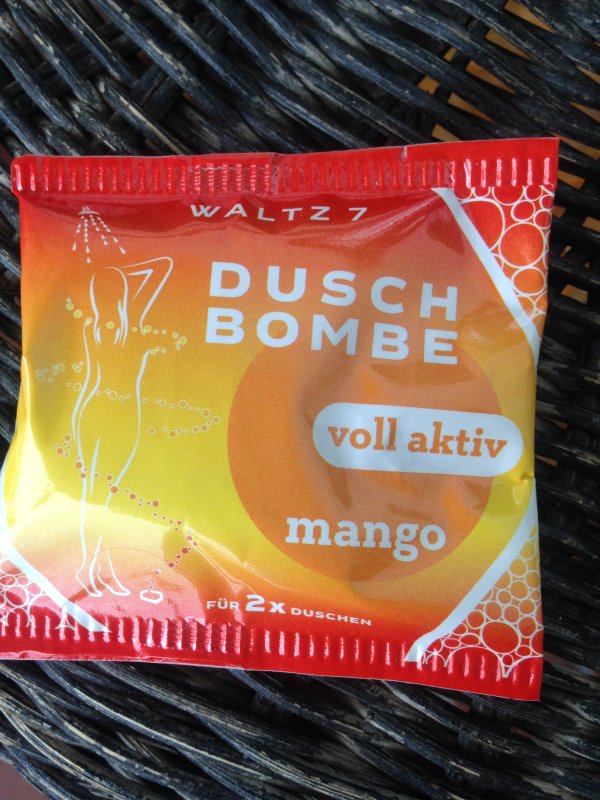 WALTZ 7
DUSCH
BOMBE
voll aktiv
mango
FÜR 2X DUSCHEN